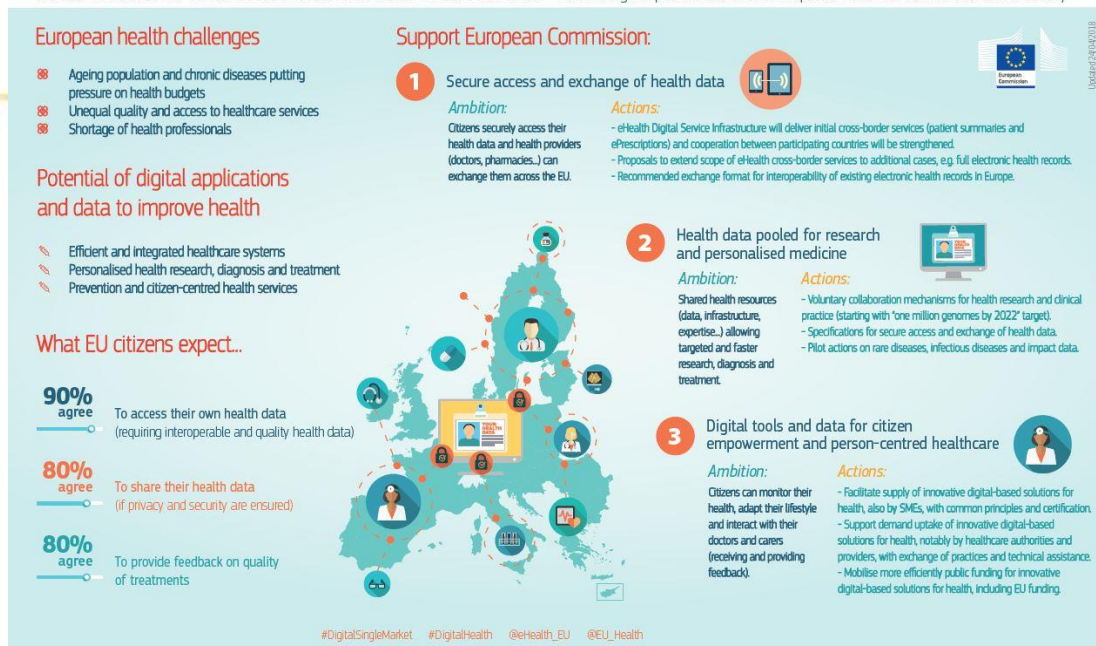 European health challenges
Ageing population and chronic diseases putting
pressure on health budgets
Unequal quality and access to healthcare services
Shortage of health professionals
Potential of digital applications
and data to improve health
Efficient and integrated healthcare systems
Personalised health research, diagnosis and treatment
Prevention and citizen-centred health services
What EU citizens expect...
90%
agree
To access their own health data
(requiring interoperable and quality health data)
80%
agree
To share their health data
(if privacy and security are ensured)
80%
agree
To provide feedback on quality
of treatments
Support European Commission:
1
Secure access and exchange of health data
Ambition:
Citizens securely access their
health data and health providers
(doctors, pharmacies...) can
exchange them across the EU.
Actions:
- eHealth Digital Service Infrastructure will deliver initial cross-border services (patient summaries and
ePrescriptions) and cooperation between participating countries will be strengthened.
- Proposals to extend scope of eHealth cross-border services to additional cases, e.g. full electronic health records.
- Recommended exchange format for interoperability of existing electronic health records in Europe.
European
Commission
Updated 24/04/2018
2
Health data pooled for research
and personalised medicine
Ambition:
Shared health resources
(data, infrastructure,
expertise...) allowing
targeted and faster
research, diagnosis and
treatment.
Actions:
- Voluntary collaboration mechanisms for health research and clinical
practice (starting with "one million genomes by 2022" target).
- Specifications for secure access and exchange of health data.
- Pilot actions on rare diseases, infectious diseases and impact data.
YOUR
HEALTH
DATA
YOUR
HEALTH
DATA
3
Digital tools and data for citizen
empowerment and person-centred healthcare
Ambition:
Citizens can monitor their
health, adapt their lifestyle
and interact with their
doctors and carers
(receiving and providing
feedback).
Actions:
- Facilitate supply of innovative digital-based solutions for
health, also by SMEs, with common principles and certification.
- Support demand uptake of innovative digital-based
solutions for health, notably by healthcare authorities and
providers, with exchange of practices and technical assistance.
- Mobilise more efficiently public funding for innovative
digital-based solutions for health, including EU funding.
#DigitalSingleMarket #DigitalHealth @eHealth_EU @EU_Health